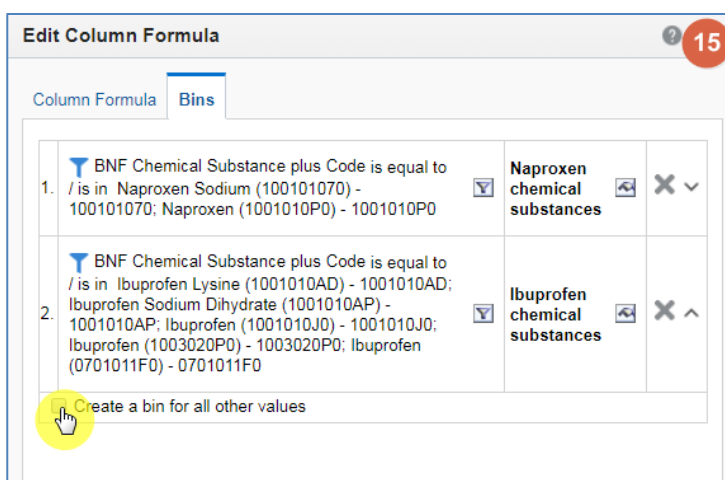 Edit Column Formula
15
Column Formula
Bins
1.
BNF Chemical Substance plus Code is equal to
/ is in Naproxen Sodium (100101070) -
100101070; Naproxen (1001010P0) - 1001010P0
Naproxen
chemical
substances
2.
BNF Chemical Substance plus Code is equal to
/ is in Ibuprofen Lysine (1001010AD) - 1001010AD;
Ibuprofen Sodium Dihydrate (1001010AP) -
1001010AP; Ibuprofen (1001010J0) - 1001010J0;
Ibuprofen (1003020P0) - 1003020P0; Ibuprofen
(0701011F0) - 0701011F0
Ibuprofen
chemical
substances
Create a bin for all other values